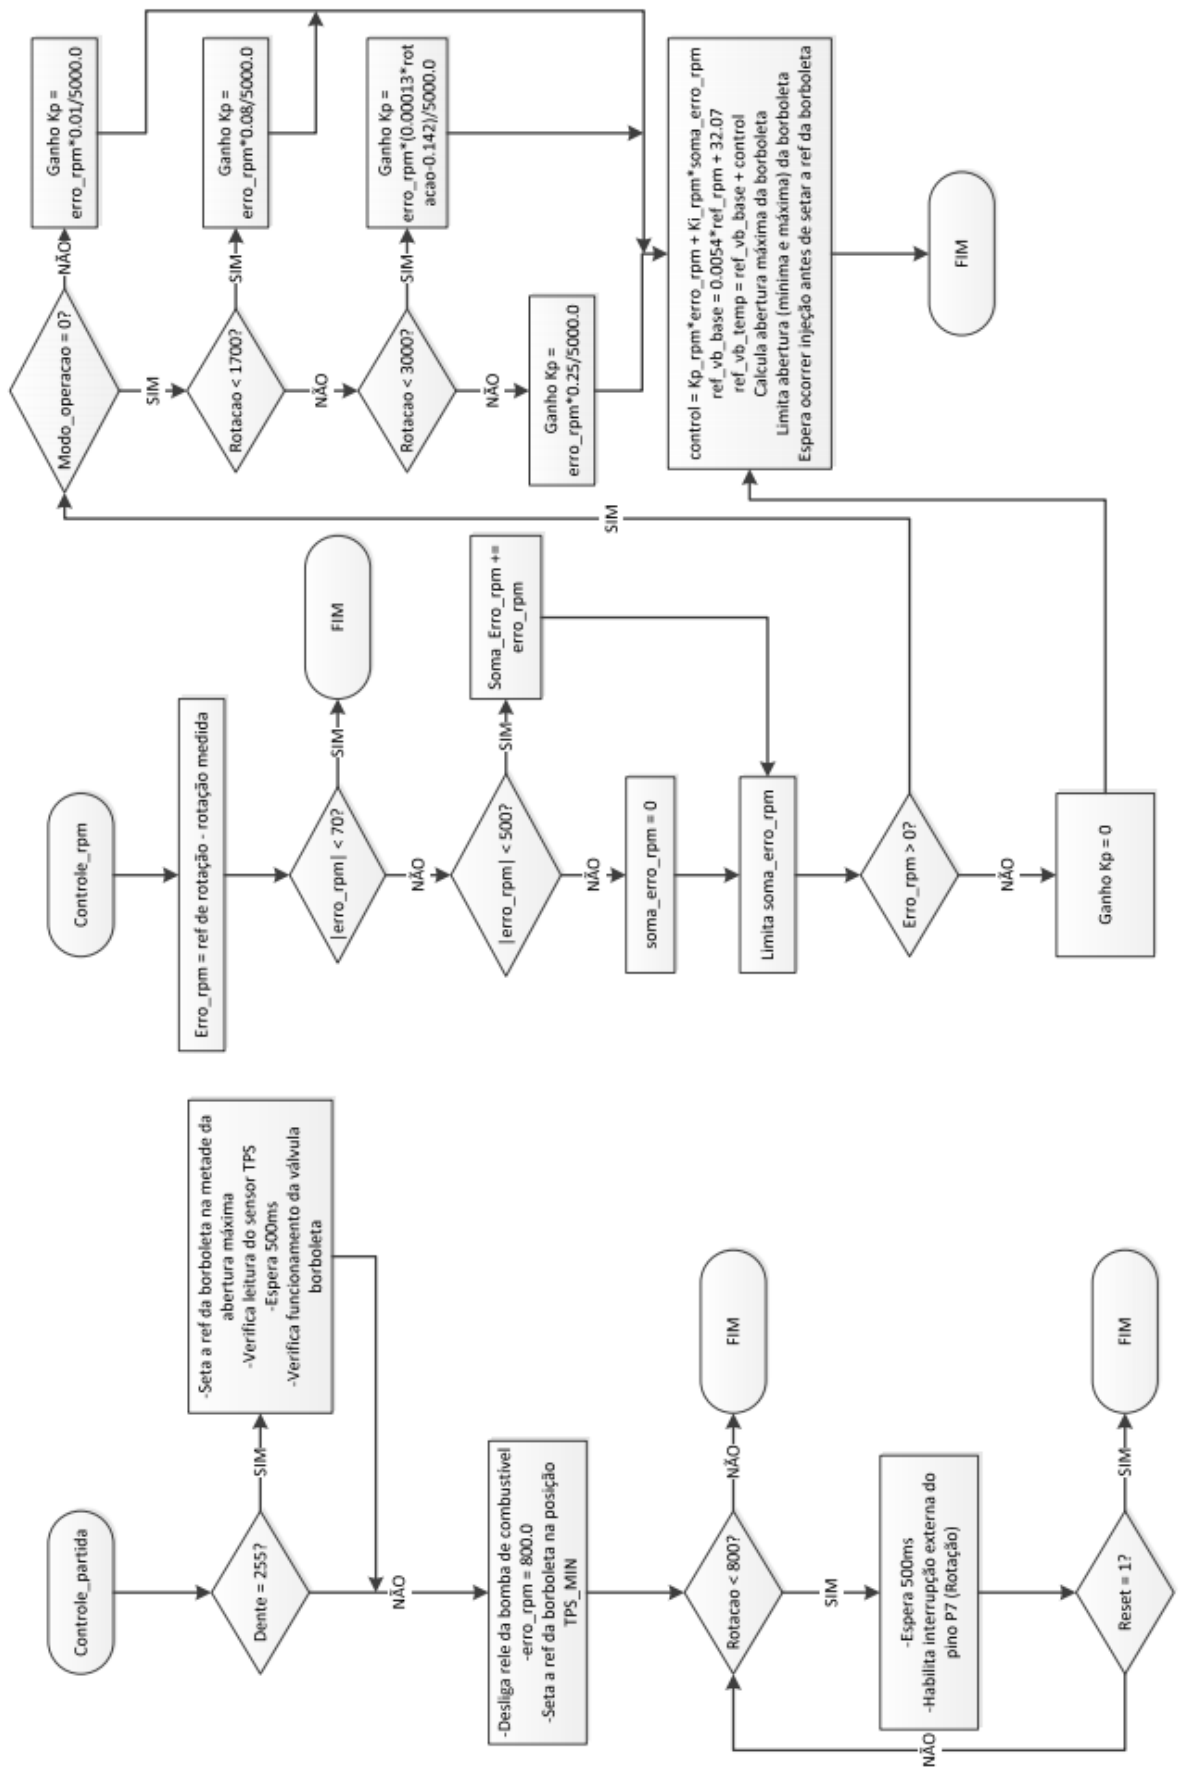 Controle_partida
Dente = 255?
SIM
-Seta a ref da borboleta na metade da
abertura máxima
-Verifica leitura do sensor TPS
-Espera 500ms
-Verifica funcionamento da válvula
borboleta
NÃO
-Desliga rele da bomba de combustível
-erro_rpm = 800.0
-Seta a ref da borboleta na posição
TPS_MIN
Rotacao < 800?
NÃO
FIM
SIM
-Espera 500ms
-Habilita interrupção externa do
pino P7 (Rotação)
Reset = 1?
SIM
FIM
NÃO
Controle_rpm
Erro_rpm = ref de rotação - rotação medida
|erro_rpm| < 70?
SIM
FIM
NÃO
|erro_rpm| < 500?
SIM
Soma_Erro_rpm +=
erro_rpm
NÃO
soma_erro_rpm = 0
Limita soma_erro_rpm
Erro_rpm > 0?
SIM
NÃO
Ganho Kp = 0
Modo_operacao = 0?
NÃO
Ganho Kp =
erro_rpm*0.01/5000.0
SIM
Rotacao < 1700?
SIM
Ganho Kp =
erro_rpm*0.08/5000.0
NÃO
Rotacao < 3000?
SIM
Ganho Kp =
erro_rpm*(0.00013*rot
acao-0.142)/5000.0
NÃO
Ganho Kp =
erro_rpm*0.25/5000.0
control = Kp_rpm*erro_rpm + Ki_rpm*soma_erro_rpm
ref_vb_base = 0.0054*ref_rpm + 32.07
ref_vb_temp = ref_vb_base + control
Calcula abertura máxima da borboleta
Limita abertura (mínima e máxima) da borboleta
Espera ocorrer injeção antes de setar a ref da borboleta
FIM